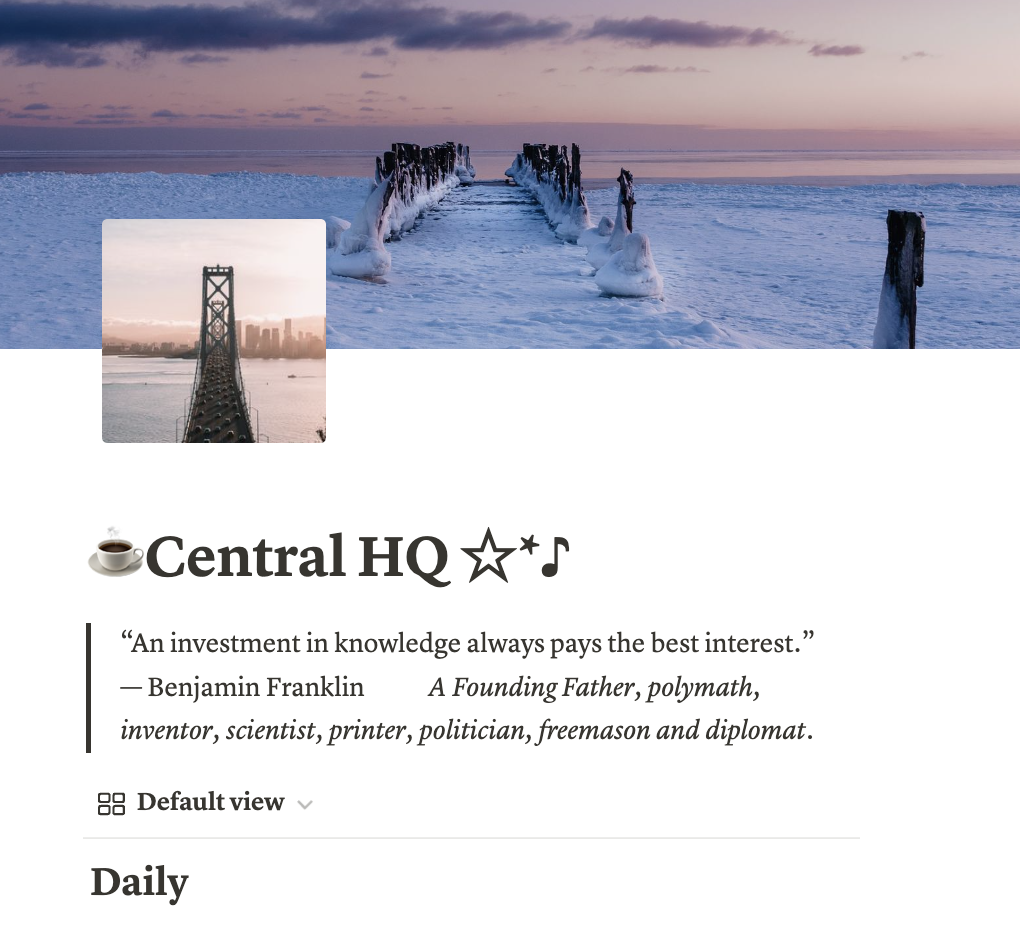 ☕Central HQ ☆*♪
“An investment in knowledge always pays the best interest.”
— Benjamin Franklin A Founding Father, polymath,
inventor, scientist, printer, politician, freemason and diplomat.
Default view
Daily